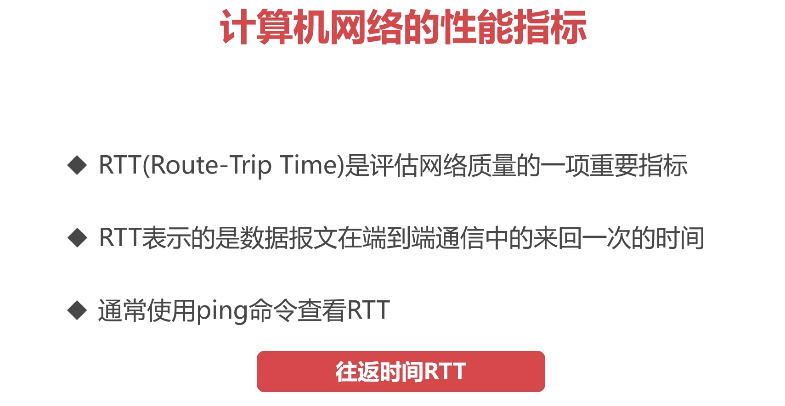 计算机网络的性能指标
◆ RTT(Route-Trip Time)是评估网络质量的一项重要指标
◆ RTT表示的是数据报文在端到端通信中的来回一次的时间
◆ 通常使用ping命令查看RTT
往返时间RTT